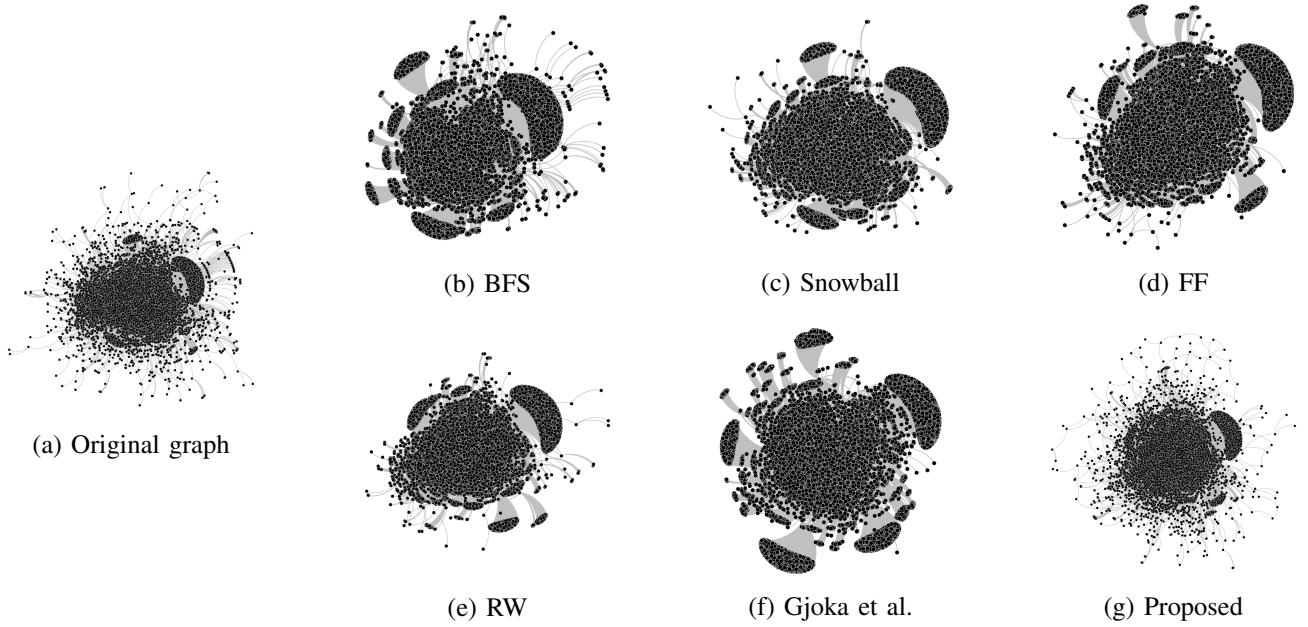 (a) Original graph
(b) BFS
(c) Snowball
(d) FF
(e) RW
(f) Gjoka et al.
(g) Proposed